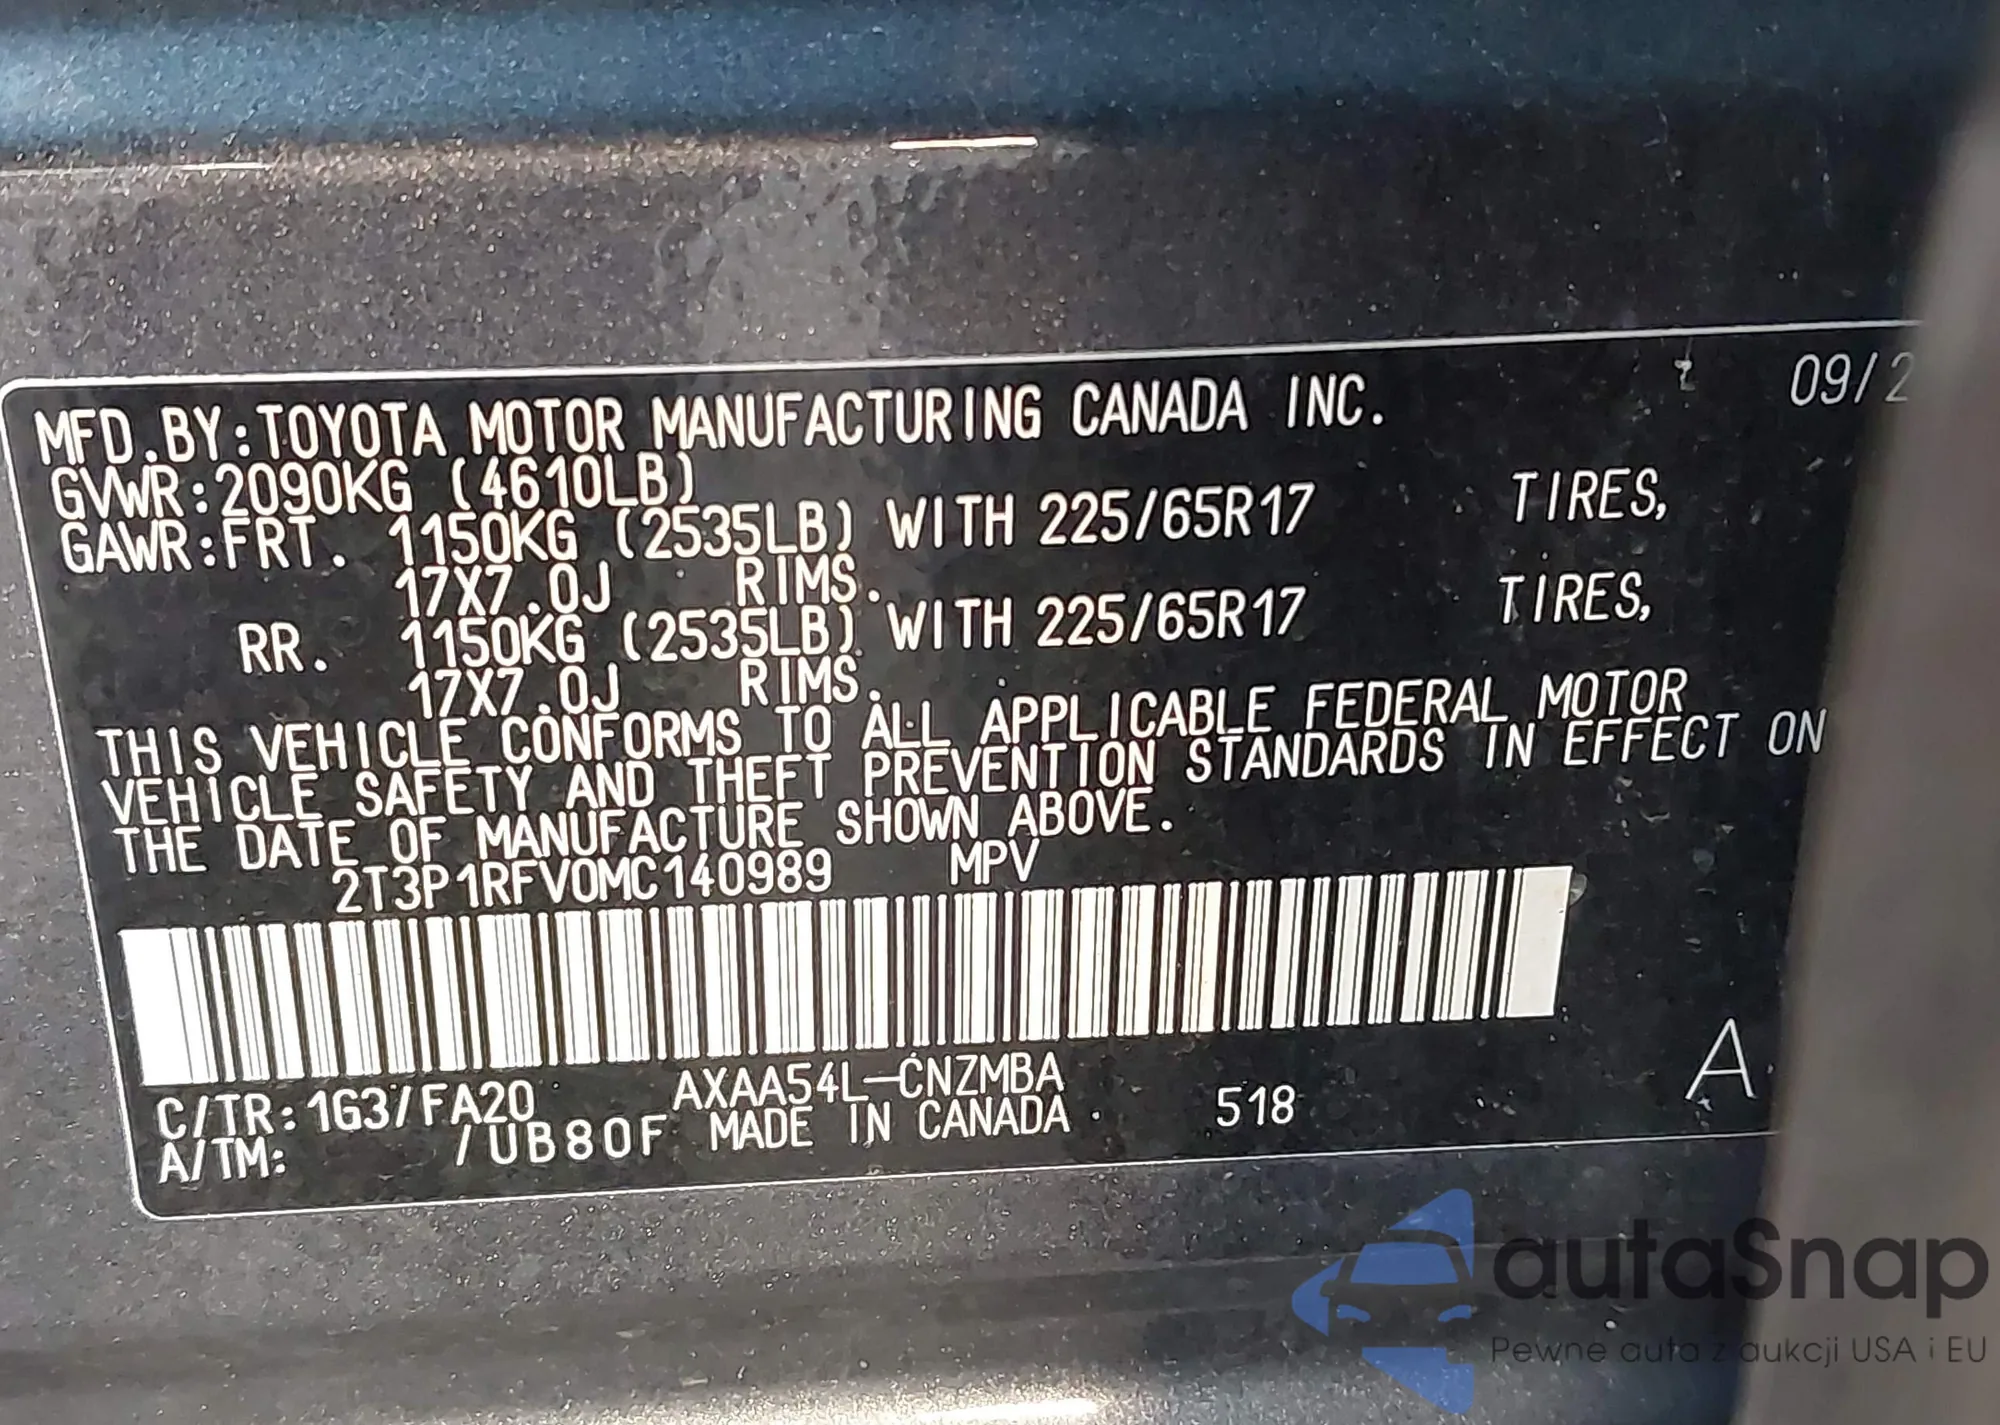 09/2
MFD.BY:TOYOTA MOTOR MANUFACTURING CANADA INC.
GVWR:2090KG (4610LB)
GAWR:FRT. 1150KG (2535LB) WITH 225/65R17 TIRES,
17X7.0J RIMS.
RR. 1150KG (2535LB) WITH 225/65R17 TIRES,
17X7.0J RIMS.
THIS VEHICLE CONFORMS TO ALL APPLICABLE FEDERAL MOTOR
VEHICLE SAFETY AND THEFT PREVENTION STANDARDS IN EFFECT ON
THE DATE OF MANUFACTURE SHOWN ABOVE.
2T3P1RFV0MC140989 MPV
C/TR:1G3/FA20 AXAA54L-CNZMBA
A/TM: /UB80F MADE IN CANADA 518 A
autaSnap
Pewne auta z aukcji USA i EU